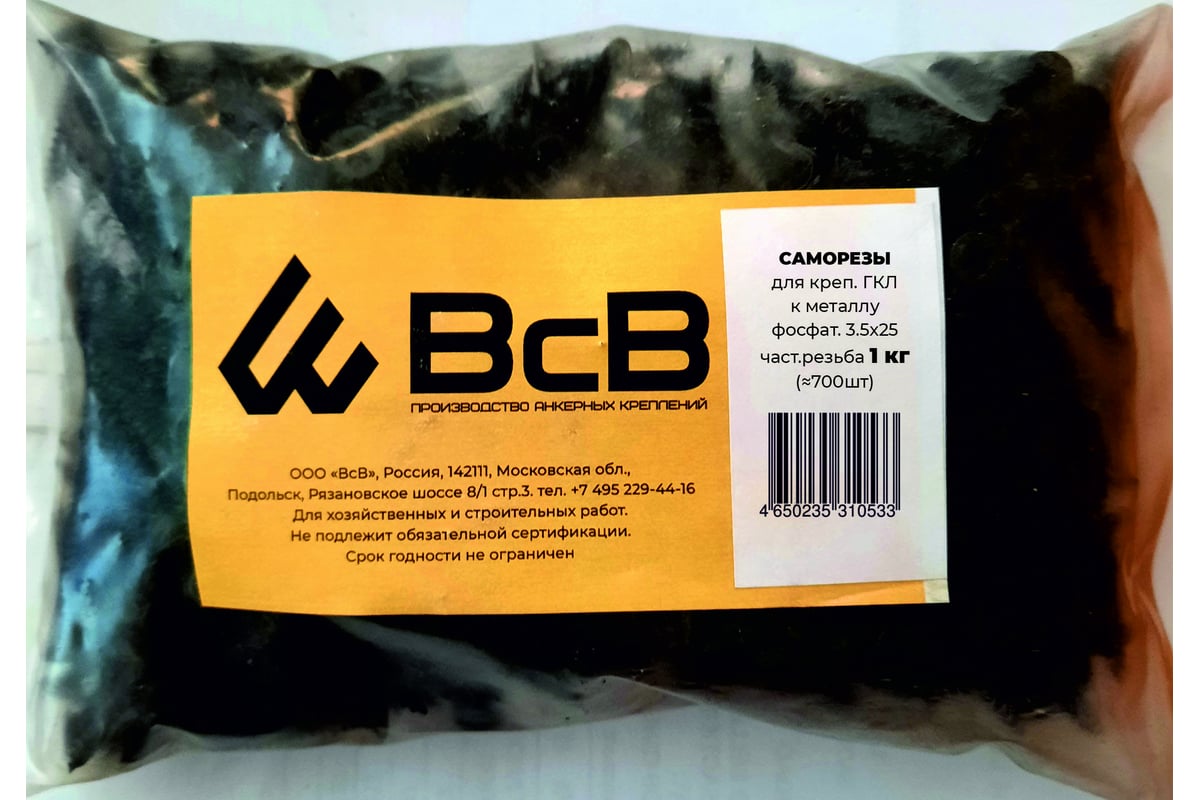 ВсВ
ПРОИЗВОДСТВО АНКЕРНЫХ КРЕПЛЕНИЙ
ООО «ВсВ», Россия, 142111, Московская обл.,
Подольск, Рязановское шоссе 8/1 стр.3. тел. +7 495 229-44-16
Для хозяйственных и строительных работ.
Не подлежит обязательной сертификации.
Срок годности не ограничен
САМОРЕЗЫ
для креп. ГКЛ
к металлу
фосфат. 3.5x25
част.резьба 1 кг
(≈700шт)
4 650235 310533